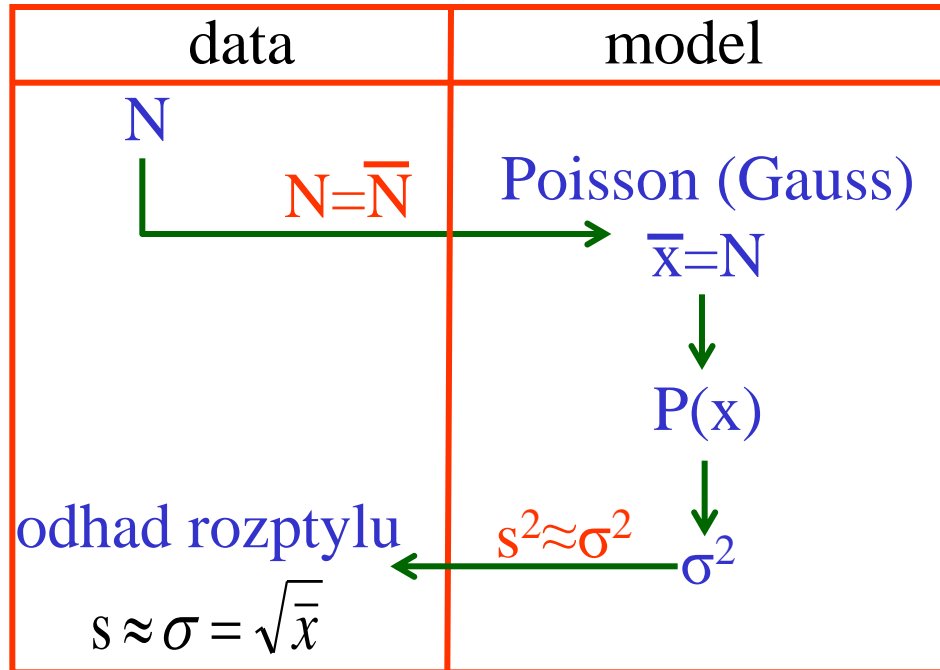 data
model
N
N=N̅
Poisson (Gauss)
x̅=N
P(x)
odhad rozptylu
s²≈σ²
σ²
s ≈ σ = √x̅